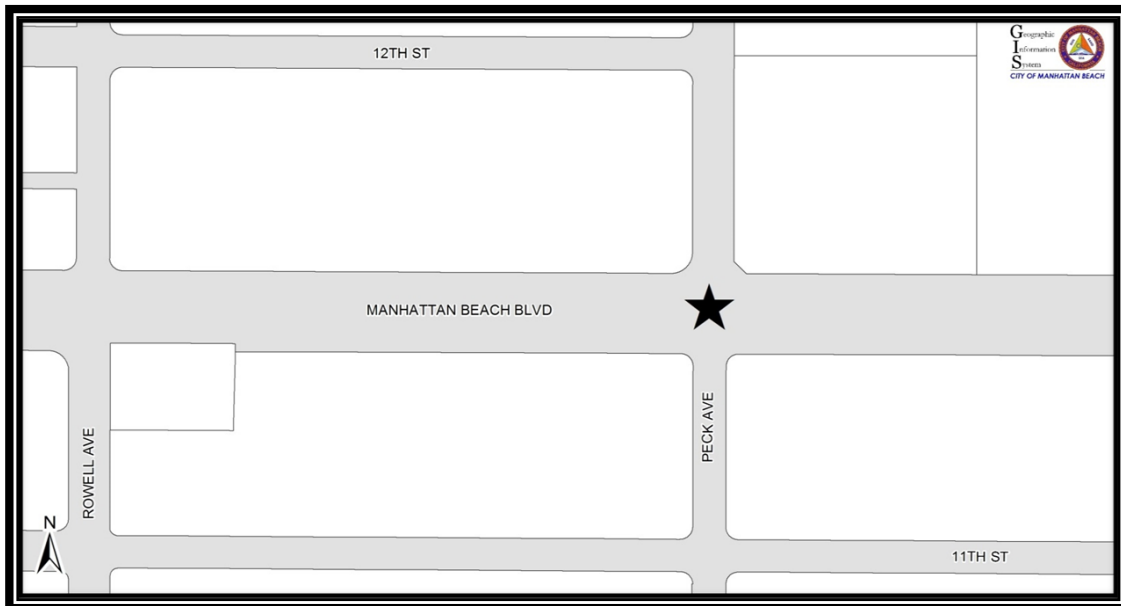 12TH ST
Geographic
Information
System
CITY OF MANHATTAN BEACH
MANHATTAN BEACH BLVD
PECK AVE
ROWELL AVE
N
11TH ST